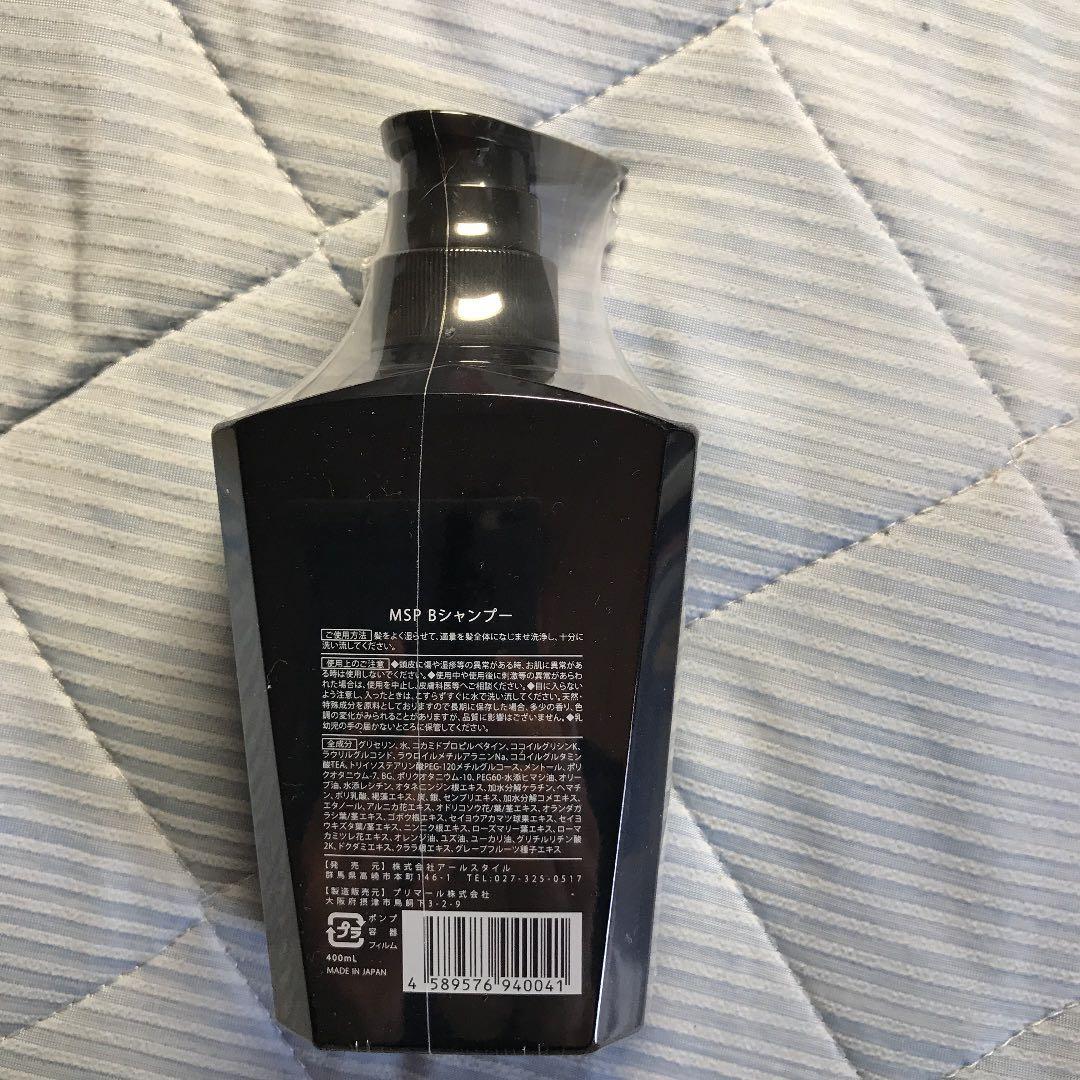 MSP Bシャンプー
ご使用方法 髪をよく湿らせて、適量を髪全体になじませ洗浄し、十分に
洗い流してください。
使用上のご注意 ◆頭皮に傷や湿疹等の異常がある時、お肌に異常があ
る時は使用しないでください。◆使用中や使用後に刺激等の異常があらわ
れた場合は、使用を中止し、皮膚科医等へご相談ください。◆目に入らない
よう注意し、入ったときは、こすらずすぐに水で洗い流してください。天然・
特殊成分を原料としておりますので長期に保存した場合、多少の香り、色
調の変化がみられることがありますが、品質に影響はございません。◆乳
幼児の手の届かないところに保管してください。
全成分 グリセリン、水、コカミドプロピルベタイン、ココイルグリシンK、
ラウリルグルコシド、ラウロイルメチルアラニンNa、ココイルグルタミン
酸TEA、トリイソステアリン酸PEG-120メチルグルコース、メントール、ポリ
クオタニウム-7、BG、ポリクオタニウム-10、PEG60-水添ヒマシ油、オリー
ブ油、水添レシチン、オタネニンジン根エキス、加水分解ケラチン、ヘマチ
ン、ポリ乳酸、褐藻エキス、炭、銀、センブリエキス、加水分解コメエキス、
エタノール、アルニカ花エキス、オドリコソウ花/葉/茎エキス、オランダガ
ラシ葉/茎エキス、ゴボウ根エキス、セイヨウアカマツ球果エキス、セイヨ
ウキズタ葉/茎エキス、ニンニク根エキス、ローズマリー葉エキス、ローマ
カミツレ花エキス、オレンジ油、ユズ油、ユーカリ油、グリチルリチン酸
2K、ドクダミエキス、クララ根エキス、グレープフルーツ種子エキス
【発 売 元】株式会社アールスタイル
群馬県高崎市本町146-1 TEL:027-325-0517
【製造販売元】プリマール株式会社
大阪府摂津市鳥飼下3-2-9
プラ
ポンプ
容器
フィルム
400mL
MADE IN JAPAN
4 589576 940041